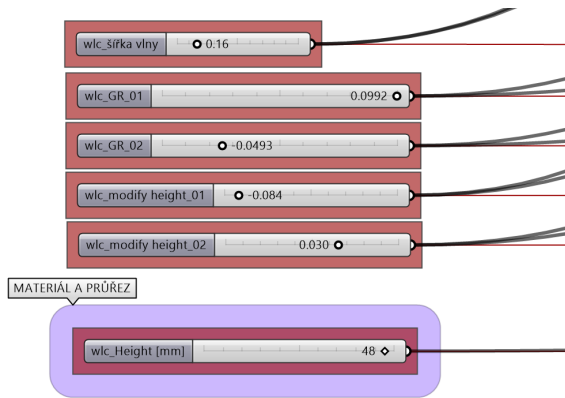 wlc_šířka vlny 0.16
wlc_GR_01 0.0992
wlc_GR_02 -0.0493
wlc_modify height_01 -0.084
wlc_modify height_02 0.030
MATERIÁL A PRŮŘEZ
wlc_Height [mm] 48